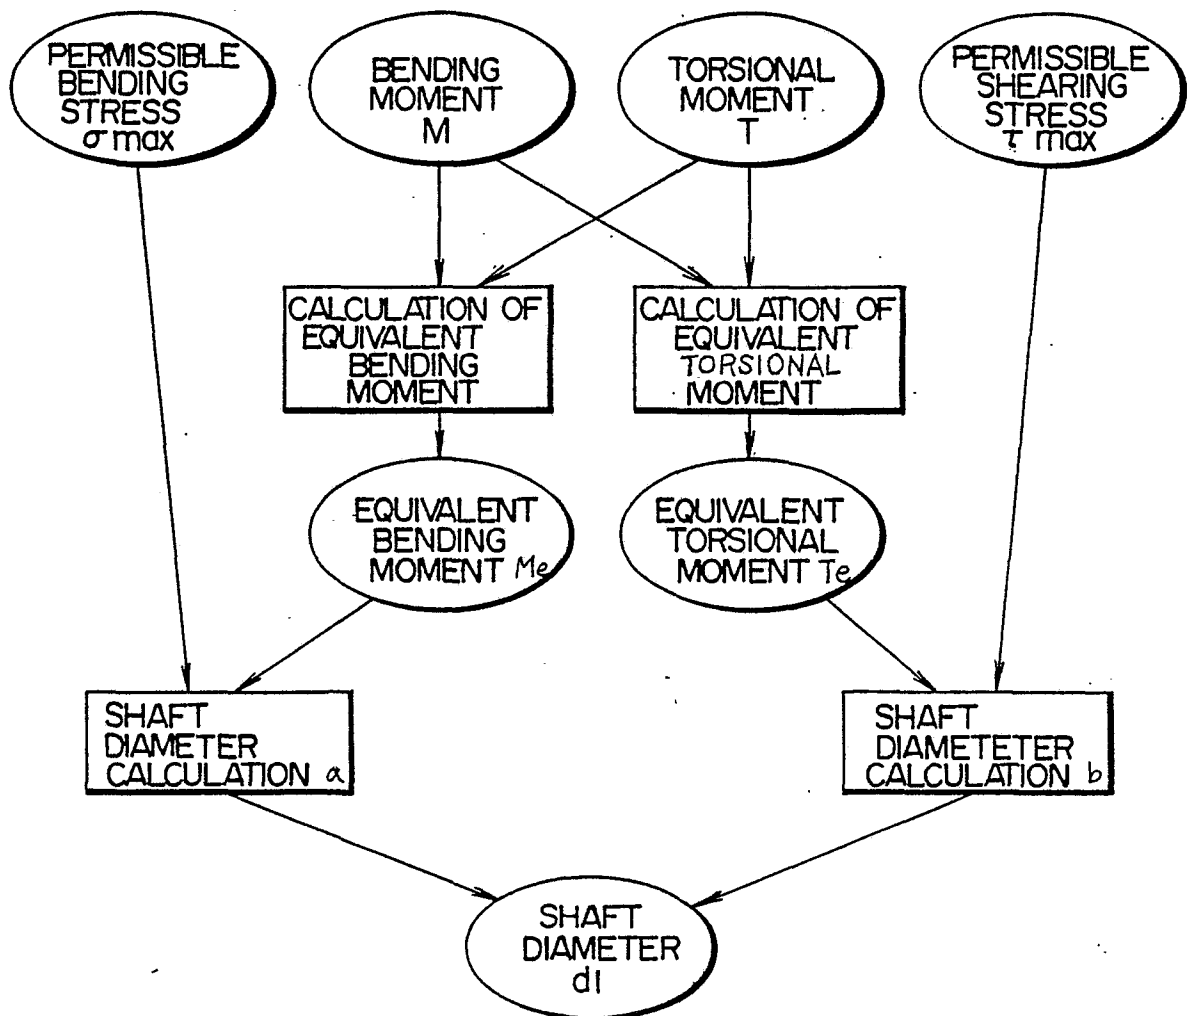 PERMISSIBLE
BENDING
STRESS
σ max
BENDING
MOMENT
M
TORSIONAL
MOMENT
T
PERMISSIBLE
SHEARING
STRESS
τ max
CALCULATION OF
EQUIVALENT
BENDING
MOMENT
CALCULATION OF
EQUIVALENT
TORSIONAL
MOMENT
EQUIVALENT
BENDING
MOMENT Me
EQUIVALENT
TORSIONAL
MOMENT Te
SHAFT
DIAMETER
CALCULATION a
SHAFT
DIAMETETER
CALCULATION b
SHAFT
DIAMETER
d1